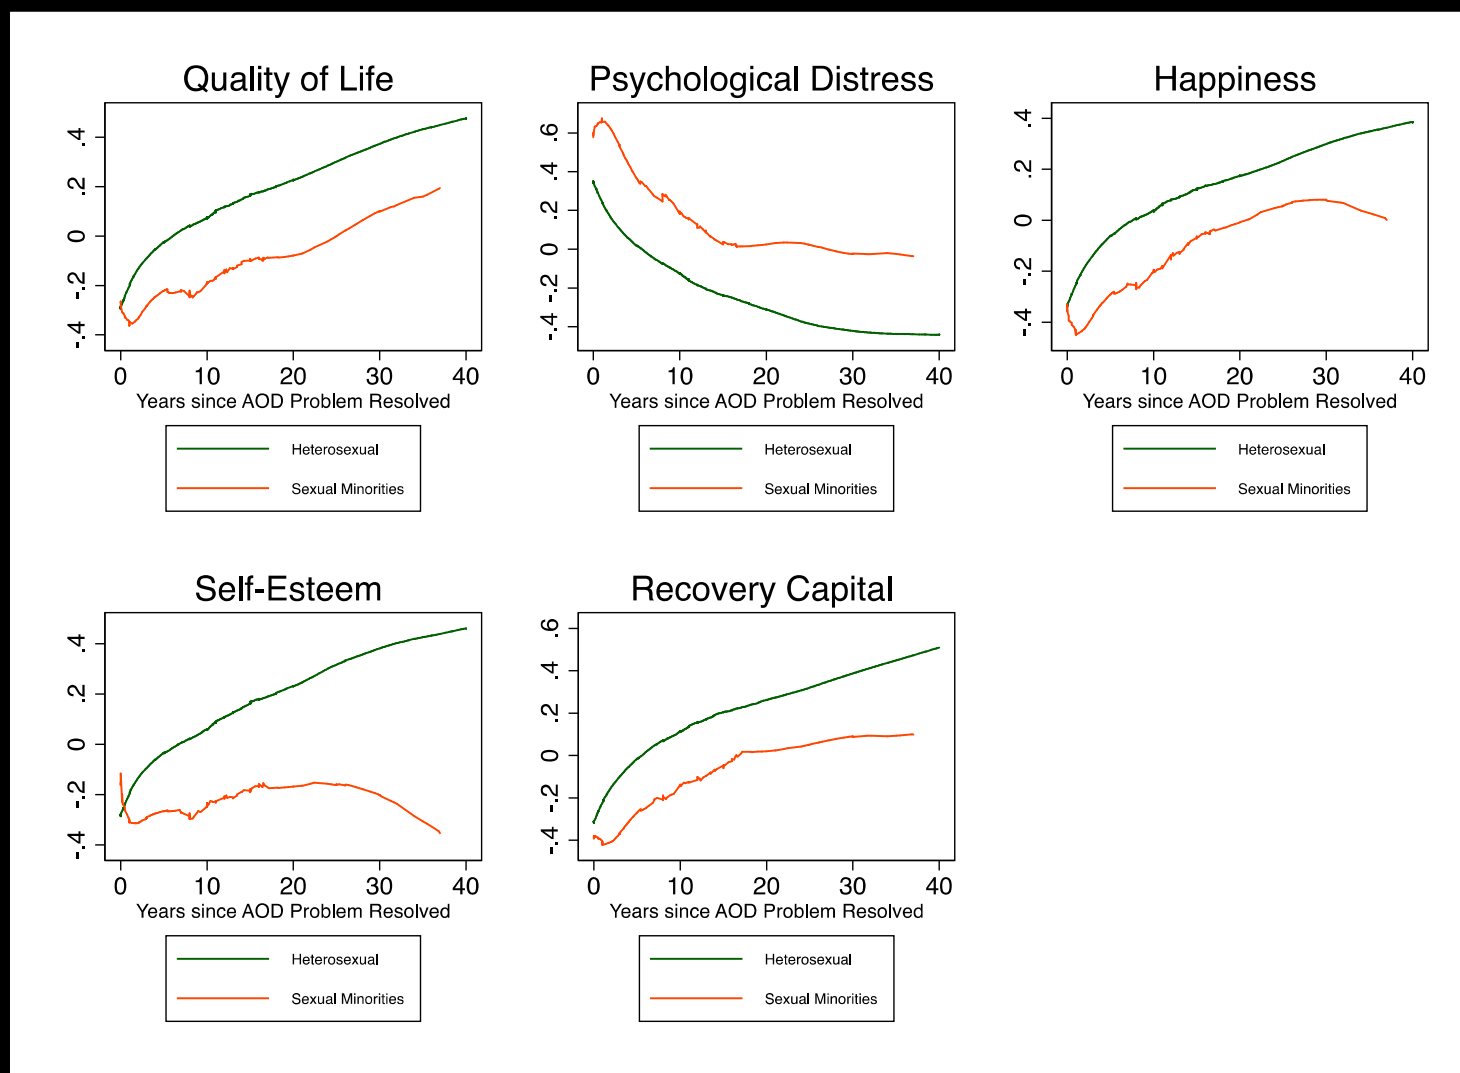 Quality of Life
.4
.2
0
-.2
-.4
0 10 20 30 40
Years since AOD Problem Resolved
Heterosexual
Sexual Minorities
Psychological Distress
.6
.4
.2
0
-.2
-.4
0 10 20 30 40
Years since AOD Problem Resolved
Heterosexual
Sexual Minorities
Happiness
.4
.2
0
-.2
-.4
0 10 20 30 40
Years since AOD Problem Resolved
Heterosexual
Sexual Minorities
Self-Esteem
.4
.2
0
-.2
-.4
0 10 20 30 40
Years since AOD Problem Resolved
Heterosexual
Sexual Minorities
Recovery Capital
.6
.4
.2
0
-.2
-.4
0 10 20 30 40
Years since AOD Problem Resolved
Heterosexual
Sexual Minorities